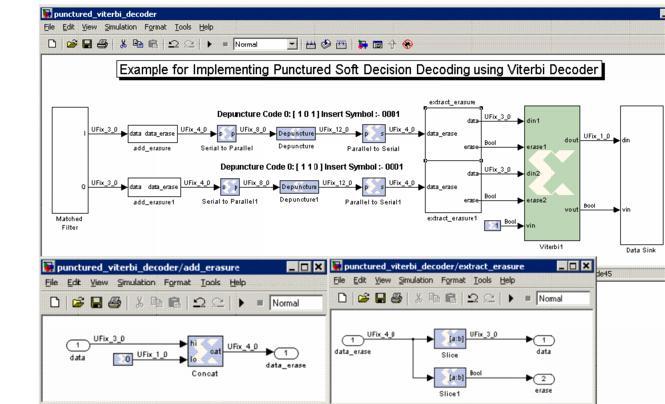 punctured_viterbi_decoder
File Edit View Simulation Format Tools Help
Normal
Example for Implementing Punctured Soft Decision Decoding using Viterbi Decoder
extract_erasure
Depuncture Code 0: [ 1 0 1 ] Insert Symbol :- 0001
I UFix_3_0 data data_erase UFix_4_0 p UFix_8_0 Depuncture UFix_12_0 p s UFix_4_0 data_erase data UFix_3_0 din1
erase Bool erase1
add_erasure Serial to Parallel Depuncture Parallel to Serial
dout UFix_1_0 din
Depuncture Code 0: [ 1 1 0 ] Insert Symbol :- 0001
Q UFix_3_0 data data_erase UFix_4_0 p UFix_8_0 Depuncture UFix_12_0 p s UFix_4_0 data_erase data UFix_3_0 din2
erase Bool erase2
add_erasure1 Serial to Parallel1 Depuncture1 Parallel to Serial1 extract_erasure1
vout Bool vin
1 Bool vin
Matched Filter
Viterbi1
Data Sink
de45
punctured_viterbi_decoder/add_erasure
File Edit View Simulation Format Tools Help
Normal
1 UFix_3_0 hi
data
0 UFix_1_0 lo
cat UFix_4_0 1
Concat
data_erase
punctured_viterbi_decoder/extract_erasure
File Edit View Simulation Format Tools Help
Normal
1 UFix_4_0 [a:b] UFix_3_0 1
data_erase Slice data
[a:b] Bool 2
Slice1 erase